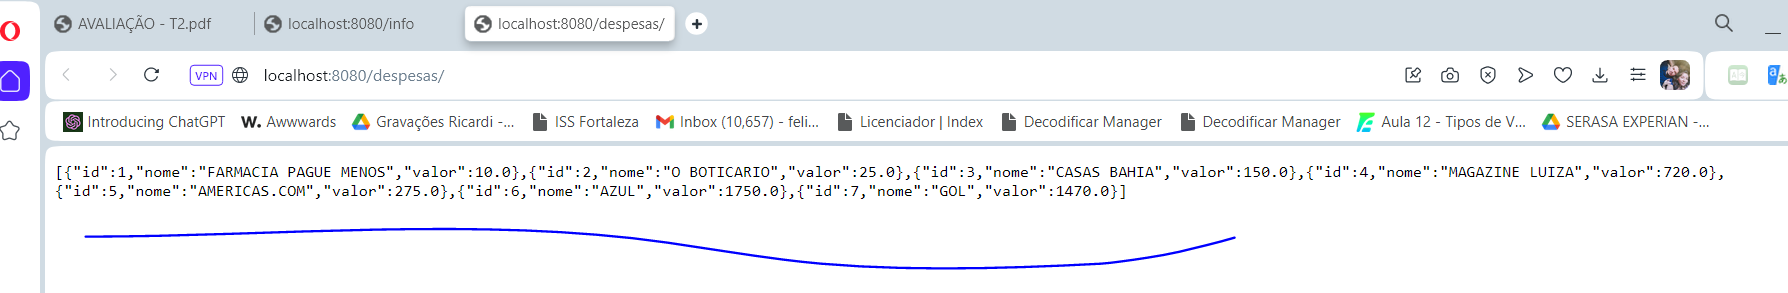 AVALIAÇÃO - T2.pdf
localhost:8080/info
localhost:8080/despesas/
VPN
localhost:8080/despesas/
Introducing ChatGPT
W. Awwwards
Gravações Ricardi -...
ISS Fortaleza
Inbox (10,657) - feli...
Licenciador | Index
Decodificar Manager
Decodificar Manager
Aula 12 - Tipos de V...
SERASA EXPERIAN -...
[{"id":1,"nome":"FARMACIA PAGUE MENOS","valor":10.0},{"id":2,"nome":"O BOTICARIO","valor":25.0},{"id":3,"nome":"CASAS BAHIA","valor":150.0},{"id":4,"nome":"MAGAZINE LUIZA","valor":720.0},
{"id":5,"nome":"AMERICAS.COM","valor":275.0},{"id":6,"nome":"AZUL","valor":1750.0},{"id":7,"nome":"GOL","valor":1470.0}]